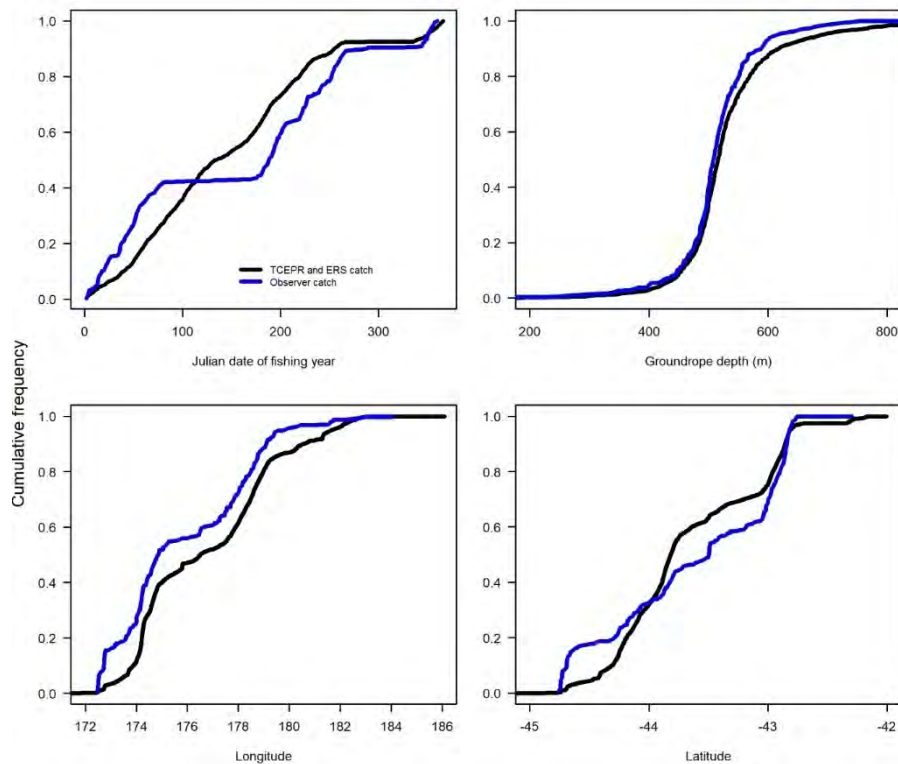 1.0
0.8
0.6
0.4
0.2
0.0
TCEPR and ERS catch
Observer catch
0 100 200 300
Julian date of fishing year
1.0
0.8
0.6
0.4
0.2
0.0
200 400 600 800
Groundrope depth (m)
Cumulative frequency
1.0
0.8
0.6
0.4
0.2
0.0
172 174 176 178 180 182 184 186
Longitude
1.0
0.8
0.6
0.4
0.2
0.0
-45 -44 -43 -42
Latitude